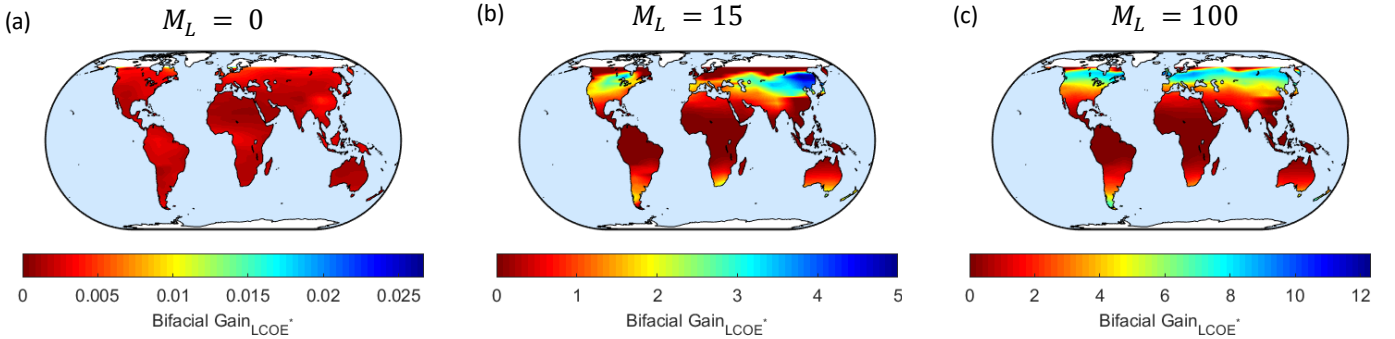 (a) M_L = 0
(b) M_L = 15
(c) M_L = 100
0 0.005 0.01 0.015 0.02 0.025
Bifacial Gain_LCOE*
0 1 2 3 4 5
Bifacial Gain_LCOE*
0 2 4 6 8 10 12
Bifacial Gain_LCOE*